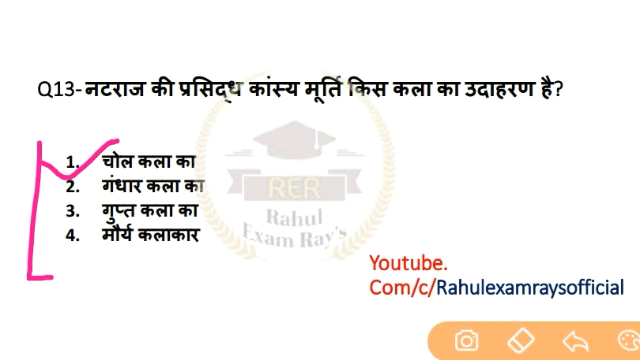 Q13- नटराज की प्रसिद्ध कांस्य मूर्ति किस कला का उदाहरण है?
1. चोल कला का
2. गंधार कला का
3. गुप्त कला का
4. मौर्य कलाकार
RER
Rahul
Exam Ray's
Youtube.
Com/c/Rahulexamraysofficial